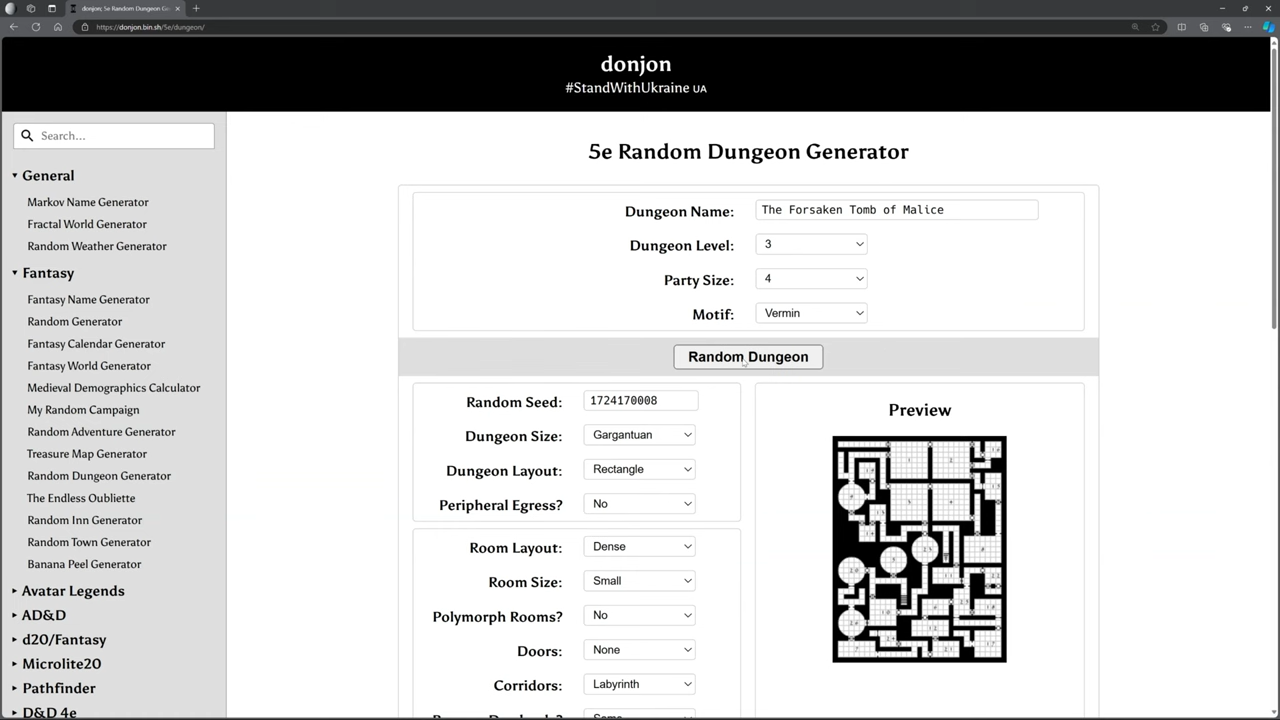 donjon; 5e Random Dungeon Ge
https://donjon.bin.sh/5e/dungeon/
donjon
#StandWithUkraine UA
Search...
General
Markov Name Generator
Fractal World Generator
Random Weather Generator
Fantasy
Fantasy Name Generator
Random Generator
Fantasy Calendar Generator
Fantasy World Generator
Medieval Demographics Calculator
My Random Campaign
Random Adventure Generator
Treasure Map Generator
Random Dungeon Generator
The Endless Oubliette
Random Inn Generator
Random Town Generator
Banana Peel Generator
Avatar Legends
AD&D
d20/Fantasy
Microlite20
Pathfinder
D&D 4e
5e Random Dungeon Generator
Dungeon Name: The Forsaken Tomb of Malice
Dungeon Level: 3
Party Size: 4
Motif: Vermin
Random Dungeon
Random Seed: 1724170008
Dungeon Size: Gargantuan
Dungeon Layout: Rectangle
Peripheral Egress? No
Room Layout: Dense
Room Size: Small
Polymorph Rooms? No
Doors: None
Corridors: Labyrinth
Preview